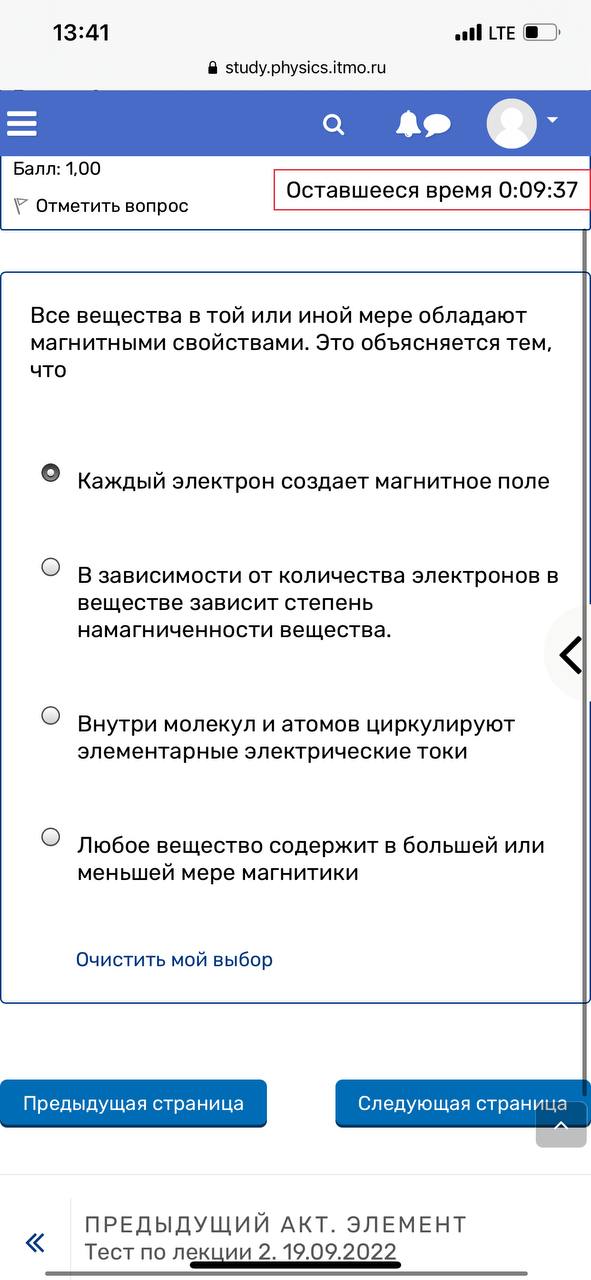 13:41
LTE
study.physics.itmo.ru
Балл: 1,00
Оставшееся время 0:09:37
Отметить вопрос
Все вещества в той или иной мере обладают
магнитными свойствами. Это объясняется тем,
что
Каждый электрон создает магнитное поле
В зависимости от количества электронов в
веществе зависит степень
намагниченности вещества.
Внутри молекул и атомов циркулируют
элементарные электрические токи
Любое вещество содержит в большей или
меньшей мере магнитики
Очистить мой выбор
Предыдущая страница
Следующая страница
ПРЕДЫДУЩИЙ АКТ. ЭЛЕМЕНТ
Тест по лекции 2. 19.09.2022